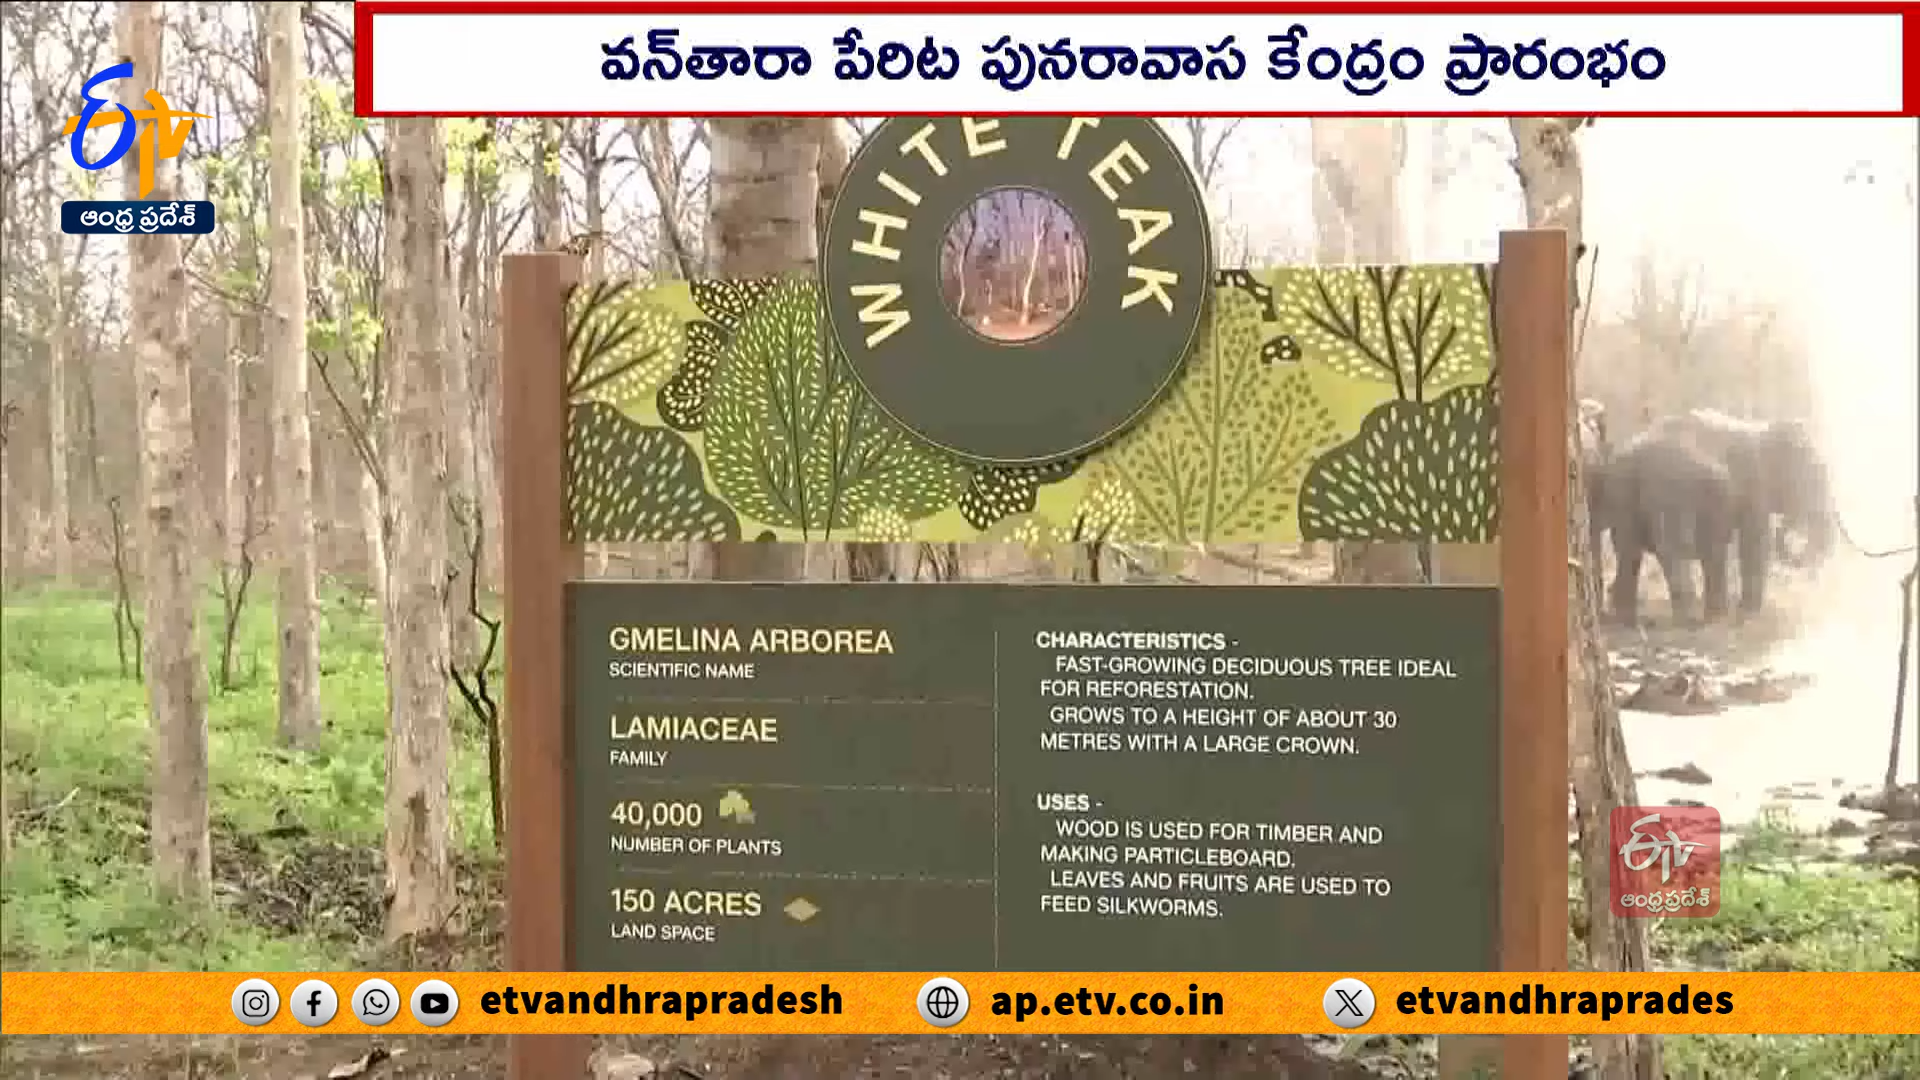 వన్‌తారా పేరిట పునరావాస కేంద్రం ప్రారంభం
ఈTV
ఆంధ్ర ప్రదేశ్
WHITE TEAK
GMELINA ARBOREA
SCIENTIFIC NAME
LAMIACEAE
FAMILY
40,000
NUMBER OF PLANTS
150 ACRES
LAND SPACE
CHARACTERISTICS -
FAST-GROWING DECIDUOUS TREE IDEAL
FOR REFORESTATION.
GROWS TO A HEIGHT OF ABOUT 30
METRES WITH A LARGE CROWN.
USES -
WOOD IS USED FOR TIMBER AND
MAKING PARTICLEBOARD.
LEAVES AND FRUITS ARE USED TO
FEED SILKWORMS.
ఈTV
ఆంధ్రప్రదేశ్
etvandhrapradesh ap.etv.co.in etvandhraprades